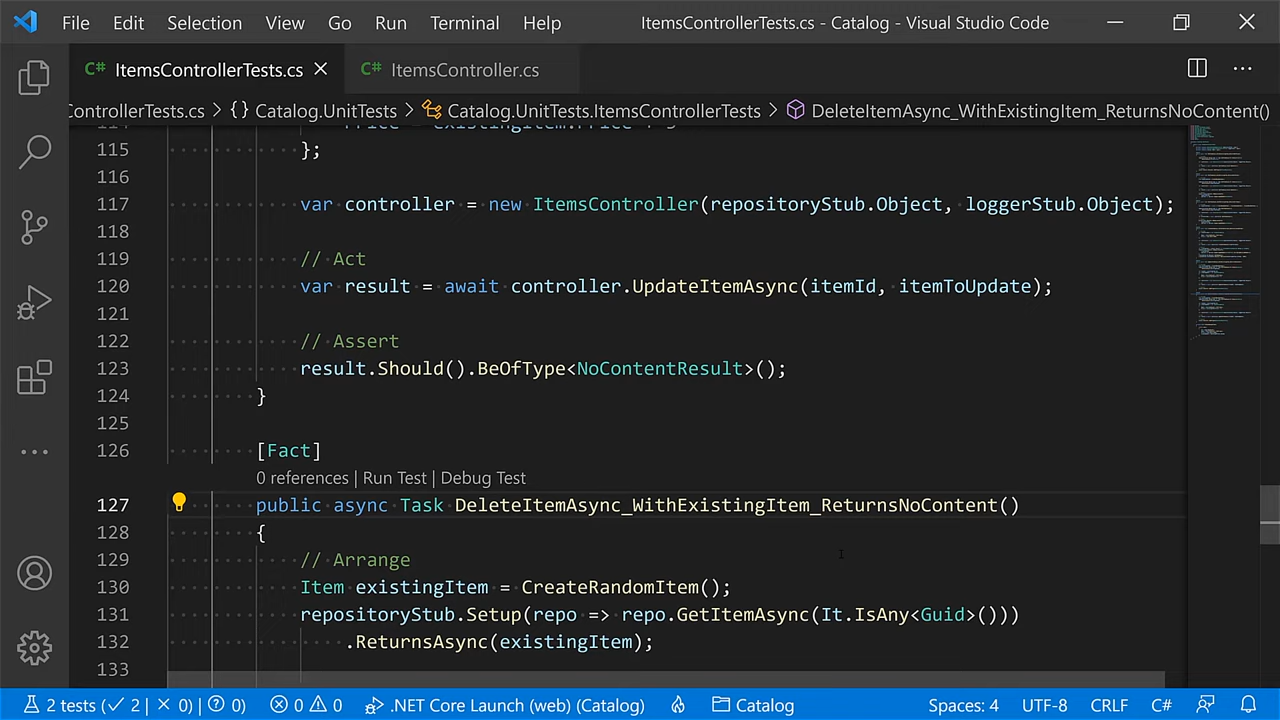 File Edit Selection View Go Run Terminal Help ItemsControllerTests.cs - Catalog - Visual Studio Code
C# ItemsControllerTests.cs C# ItemsController.cs ...
ControllerTests.cs > {} Catalog.UnitTests > Catalog.UnitTests.ItemsControllerTests > DeleteItemAsync_WithExistingItem_ReturnsNoContent()
115 };
116
117 var controller = new ItemsController(repositoryStub.Object, loggerStub.Object);
118
119 // Act
120 var result = await controller.UpdateItemAsync(itemId, itemToUpdate);
121
122 // Assert
123 result.Should().BeOfType<NoContentResult>();
124 }
125
126 [Fact]
0 references | Run Test | Debug Test
127 public async Task DeleteItemAsync_WithExistingItem_ReturnsNoContent()
128 {
129 // Arrange
130 Item existingItem = CreateRandomItem();
131 repositoryStub.Setup(repo => repo.GetItemAsync(It.IsAny<Guid>()))
132 .ReturnsAsync(existingItem);
133
2 tests (✓ 2 | × 0) | ? 0) 0 0 .NET Core Launch (web) (Catalog) Catalog Spaces: 4 UTF-8 CRLF C#